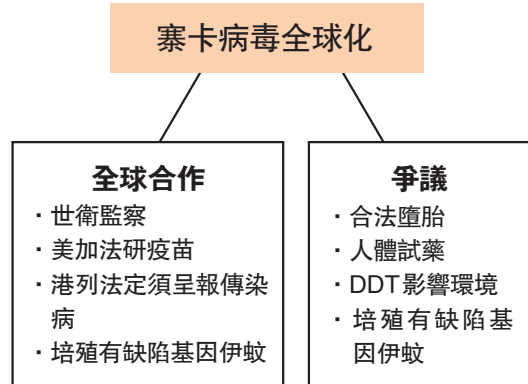 寨卡病毒全球化
全球合作
・世衛監察
・美加法研疫苗
・港列法定須呈報傳染
病
・培殖有缺陷基因伊蚊
爭議
・合法墮胎
・人體試藥
・DDT影響環境
・培殖有缺陷基
因伊蚊